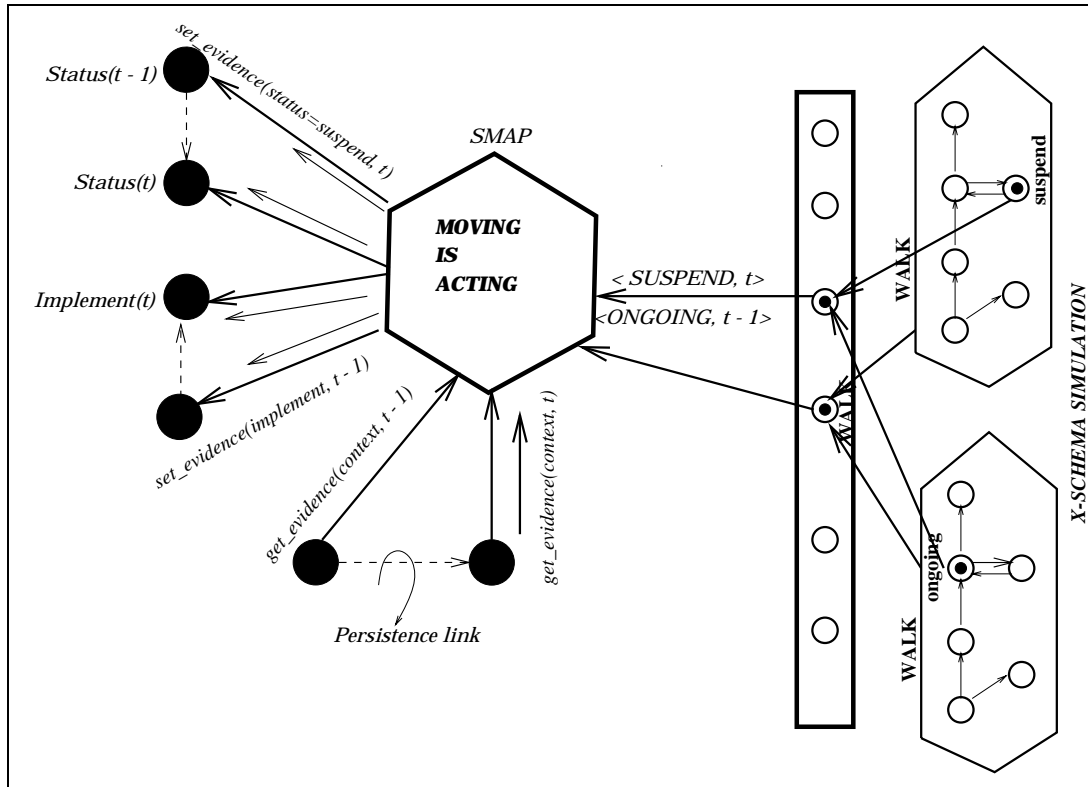 Status(t - 1)
set_evidence(status=suspend, t)
Status(t)
Implement(t)
set_evidence(implement, t - 1)
SMAP
MOVING
IS
ACTING
get_evidence(context, t - 1)
get_evidence(context, t)
Persistence link
< SUSPEND, t>
<ONGOING, t - 1>
WALK
WALK
suspend
WALK
ongoing
X-SCHEMA SIMULATION